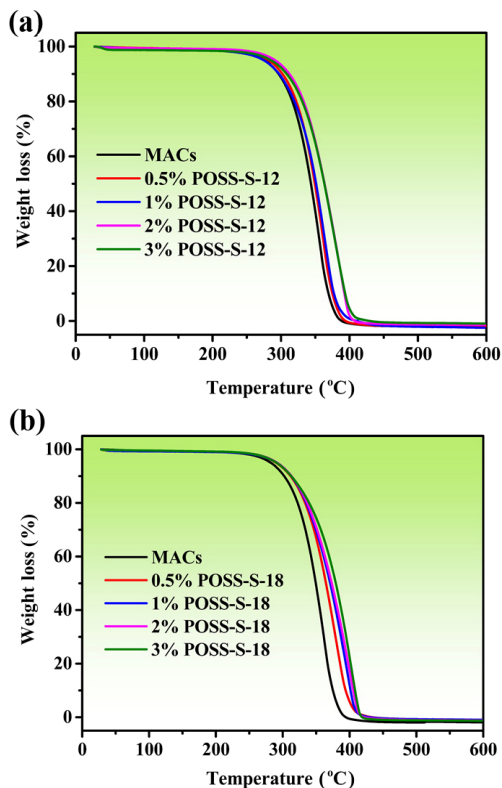 (a)
100
80
60
40
20
0
Weight loss (%)
MACs
0.5% POSS-S-12
1% POSS-S-12
2% POSS-S-12
3% POSS-S-12
0 100 200 300 400 500 600
Temperature (°C)
(b)
100
80
60
40
20
0
Weight loss (%)
MACs
0.5% POSS-S-18
1% POSS-S-18
2% POSS-S-18
3% POSS-S-18
0 100 200 300 400 500 600
Temperature (°C)